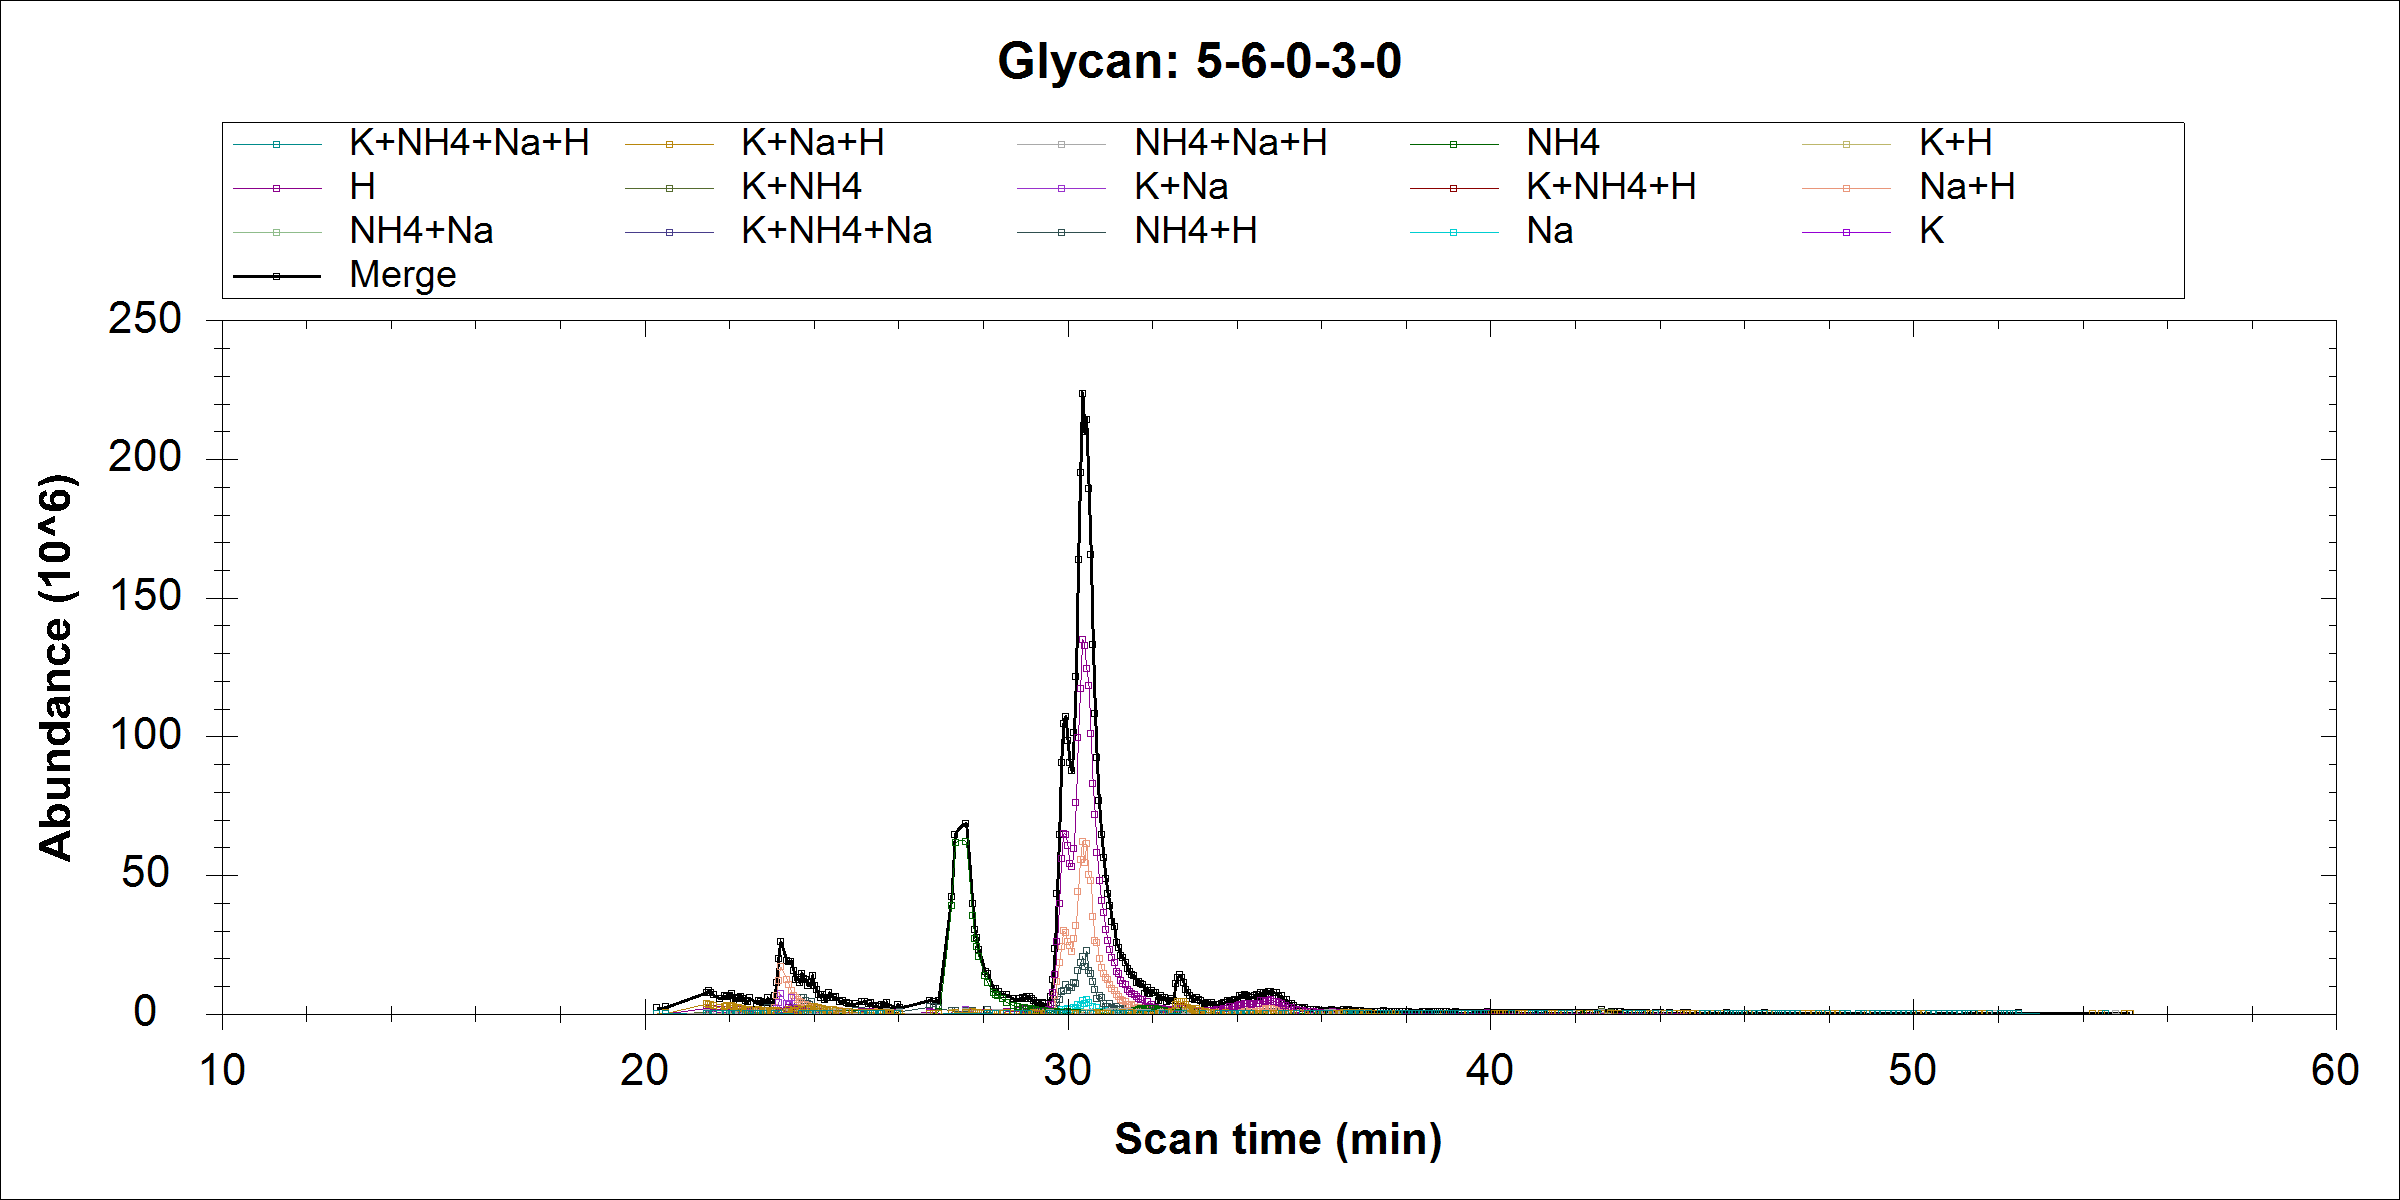 Glycan: 5-6-0-3-0
K+NH4+Na+H K+Na+H NH4+Na+H NH4 K+H
H K+NH4 K+Na K+NH4+H Na+H
NH4+Na K+NH4+Na NH4+H Na K
Merge
250
200
150
100
50
0
Abundance (10^6)
10 20 30 40 50 60
Scan time (min)